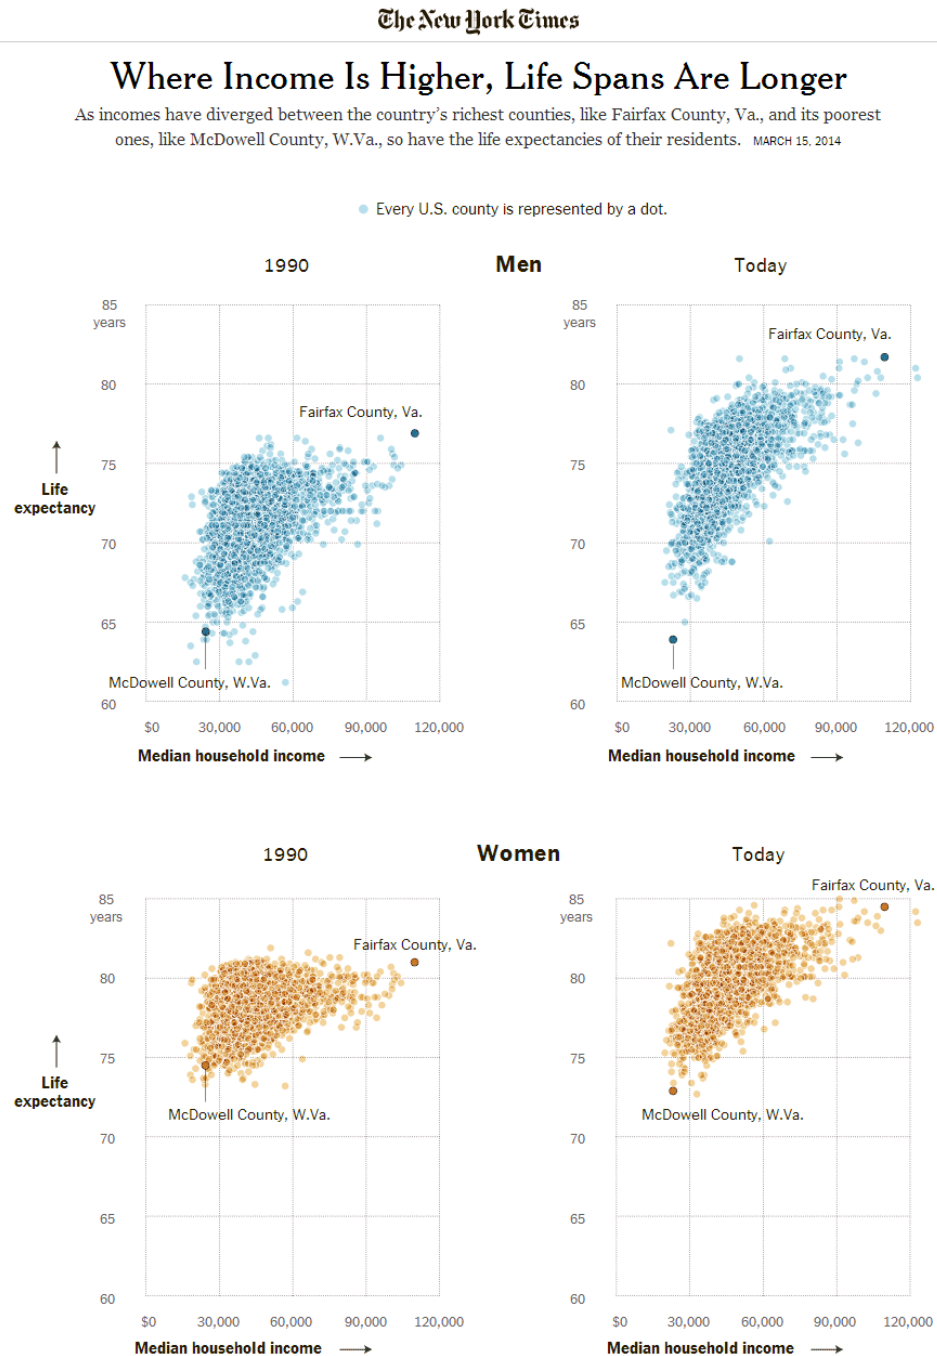 The New York Times
Where Income Is Higher, Life Spans Are Longer
As incomes have diverged between the country's richest counties, like Fairfax County, Va., and its poorest
ones, like McDowell County, W.Va., so have the life expectancies of their residents. MARCH 15, 2014
Every U.S. county is represented by a dot.
1990 Men Today
85
years
80
75
70
65
60
Life
expectancy
Fairfax County, Va.
McDowell County, W.Va.
$0 30,000 60,000 90,000 120,000
Median household income
85
years
80
75
70
65
60
Fairfax County, Va.
McDowell County, W.Va.
$0 30,000 60,000 90,000 120,000
Median household income
1990 Women Today
85
years
80
75
70
65
60
Life
expectancy
Fairfax County, Va.
McDowell County, W.Va.
$0 30,000 60,000 90,000 120,000
Median household income
85
years
80
75
70
65
60
Fairfax County, Va.
McDowell County, W.Va.
$0 30,000 60,000 90,000 120,000
Median household income